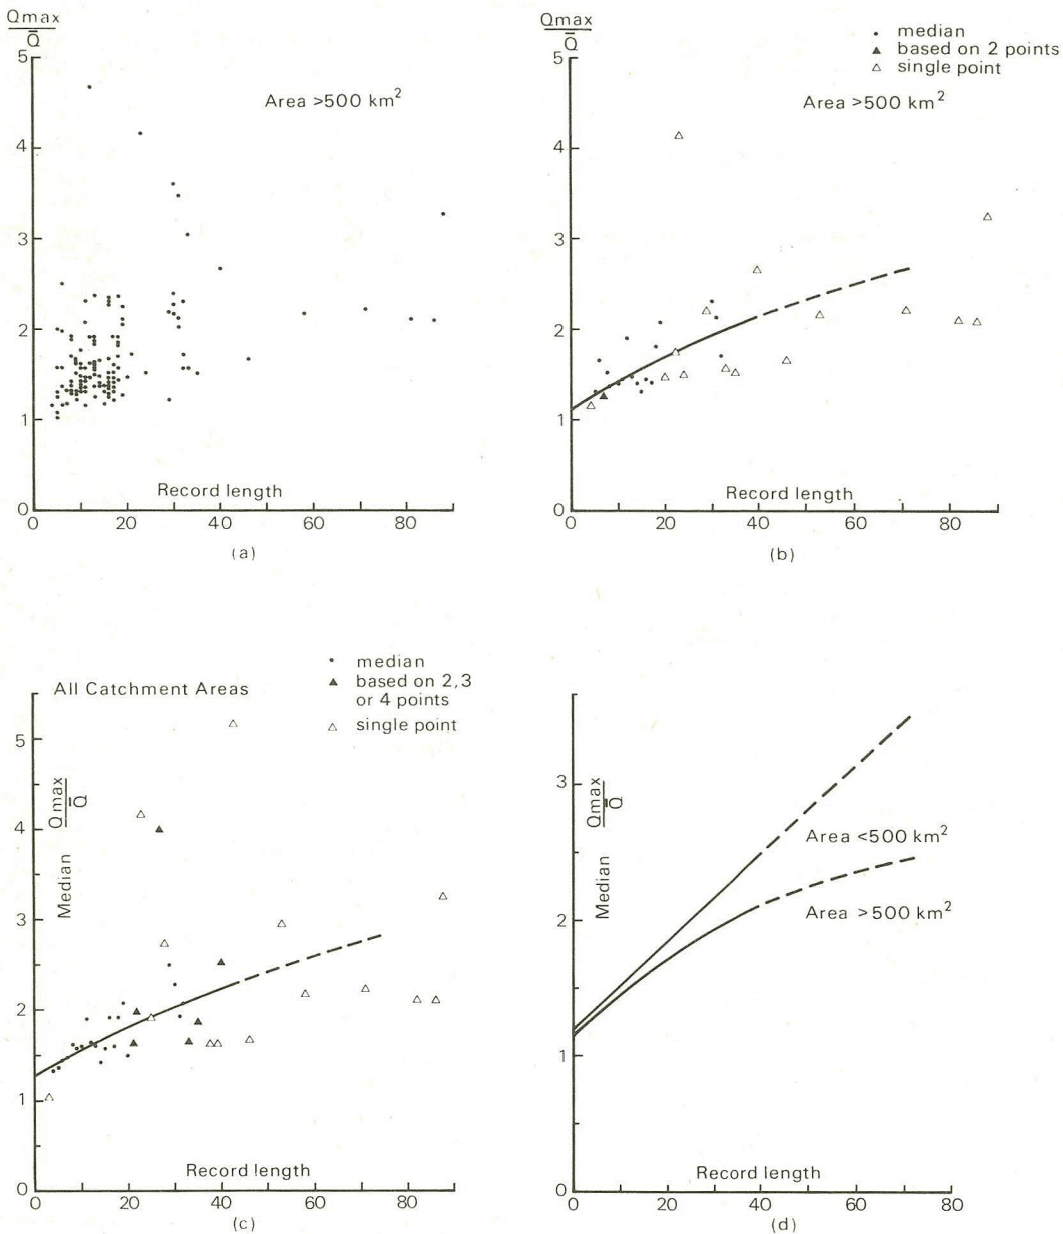 Qmax
Q̄
5
4
3
2
1
0
Area >500 km²
Record length
0 20 40 60 80
(a)
Qmax
Q̄
5
4
3
2
1
0
• median
▲ based on 2 points
△ single point
Area >500 km²
Record length
0 20 40 60 80
(b)
All Catchment Areas
• median
▲ based on 2,3
or 4 points
△ single point
5
4
3
2
1
0
Median Qmax
Q̄
Record length
0 20 40 60 80
(c)
3
2
1
0
Median Qmax
Q̄
Area <500 km²
Area >500 km²
Record length
0 20 40 60 80
(d)